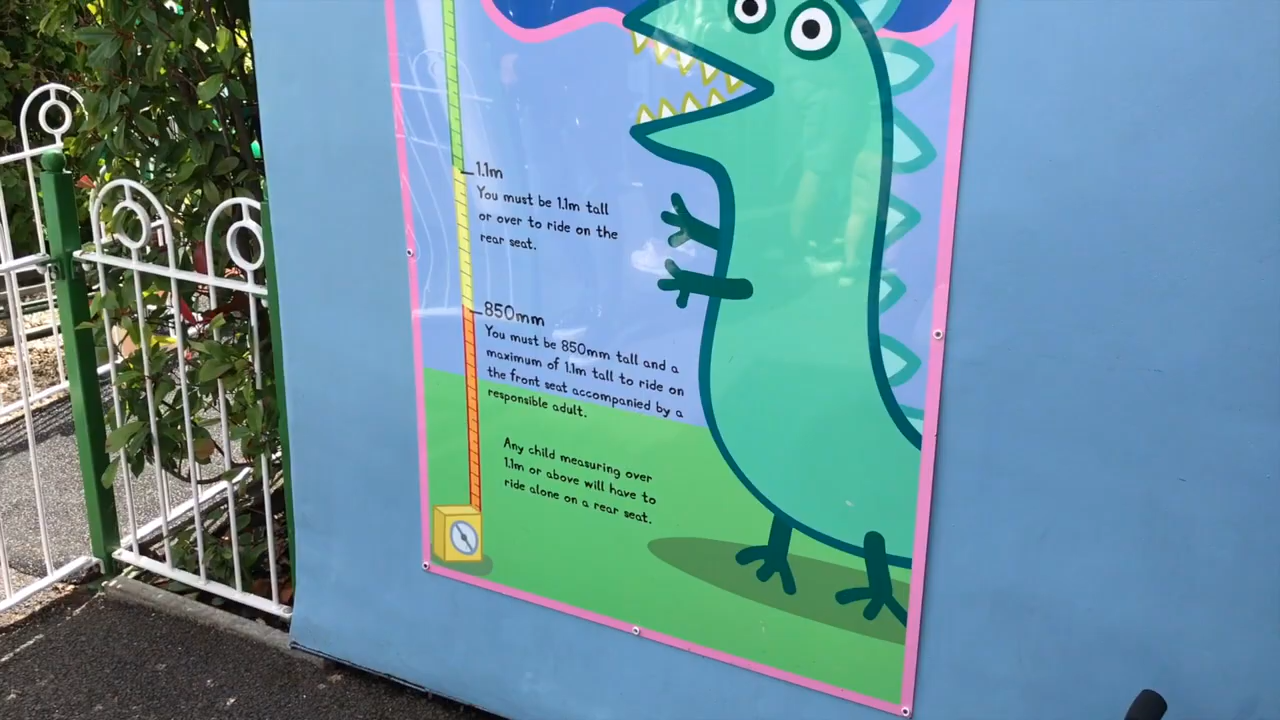 1.1m
You must be 1.1m tall
or over to ride on the
rear seat.
850mm
You must be 850mm tall and a
maximum of 1.1m tall to ride on
the front seat accompanied by a
responsible adult.
Any child measuring over
1.1m or above will have to
ride alone on a rear seat.